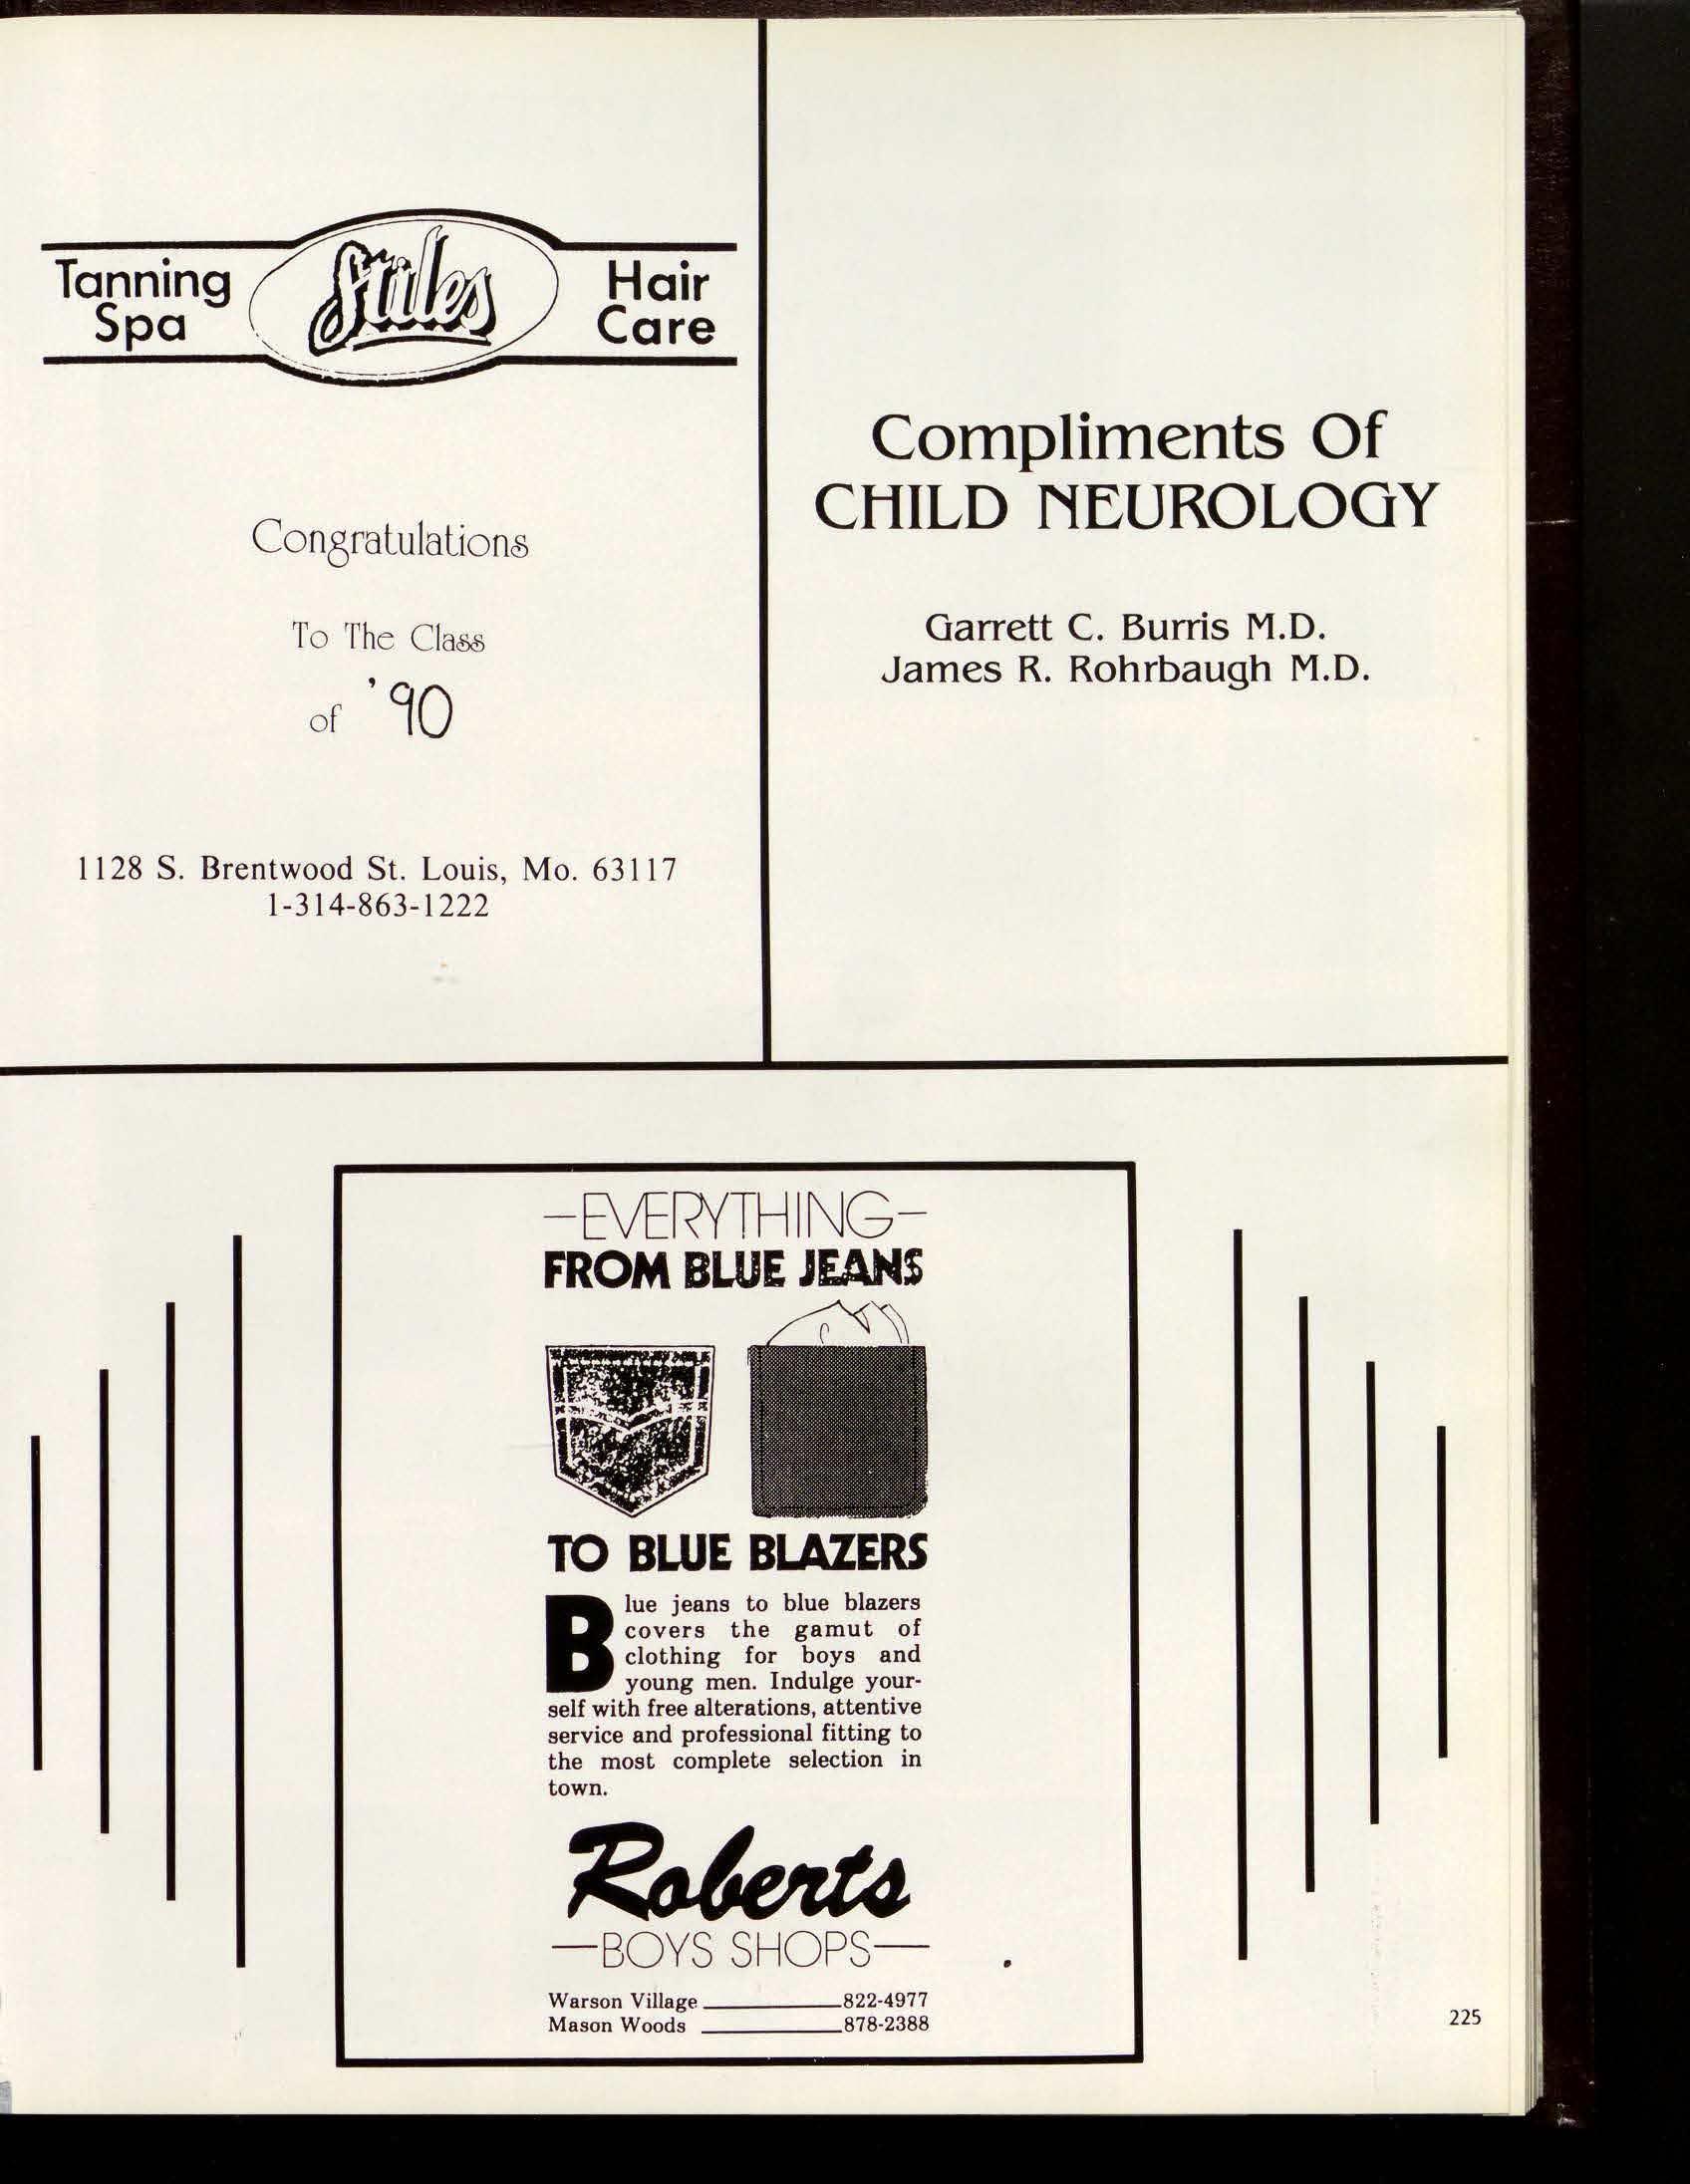 Tanning
Spa
Stiles
Hair
Care
Congratulations
To The Class
of '90
1128 S. Brentwood St. Louis, Mo. 63117
1-314-863-1222
Compliments Of
CHILD NEUROLOGY
Garrett C. Burris M.D.
James R. Rohrbaugh M.D.
—EVERYTHING—
FROM BLUE JEANS
TO BLUE BLAZERS
Blue jeans to blue blazers
covers the gamut of
clothing for boys and
young men. Indulge your-
self with free alterations, attentive
service and professional fitting to
the most complete selection in
town.
Roberts
—BOYS SHOPS—
Warson Village ________ 822-4977
Mason Woods ________ 878-2388
225